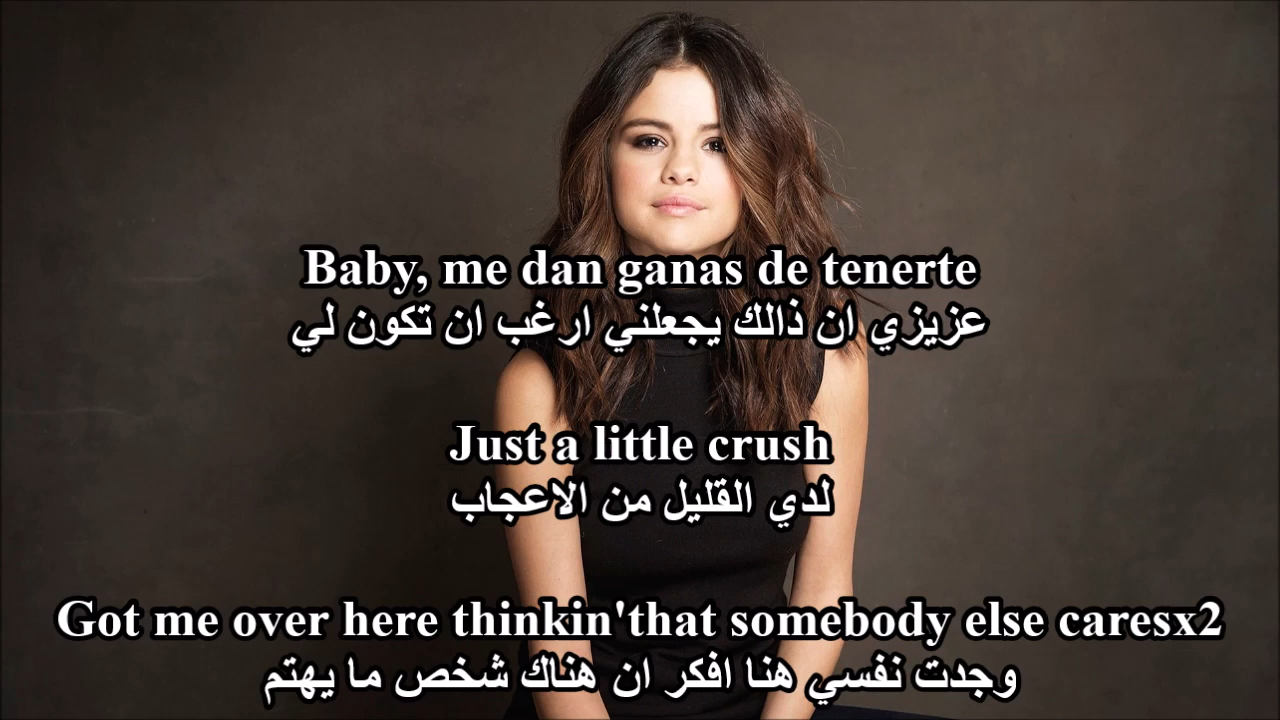 Baby, me dan ganas de tenerte
عزيزي ان ذالك يجعلني ارغب ان تكون لي
Just a little crush
لدي القليل من الاعجاب
Got me over here thinkin'that somebody else caresx2
وجدت نفسي هنا افكر ان هناك شخص ما يهتم